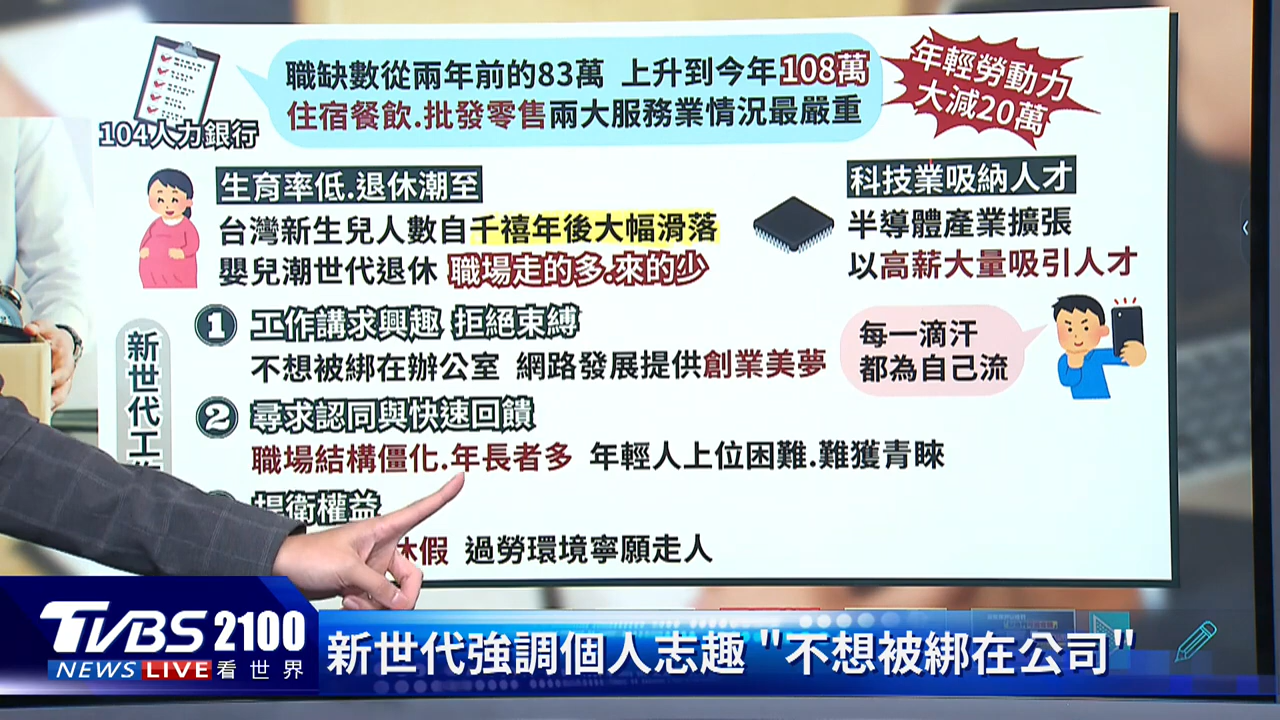 職缺數從兩年前的83萬 上升到今年108萬
住宿餐飲.批發零售兩大服務業情況最嚴重
104人力銀行
年輕勞動力
大減20萬
生育率低.退休潮至
台灣新生兒人數自千禧年後大幅滑落
嬰兒潮世代退休 職場走的多.來的少
科技業吸納人才
半導體產業擴張
以高薪大量吸引人才
新世代工
1 工作講求興趣 拒絕束縛
不想被綁在辦公室 網路發展提供創業美夢
每一滴汗
都為自己流
2 尋求認同與快速回饋
職場結構僵化.年長者多 年輕人上位困難.難獲青睞
捍衛權益
休假 過勞環境寧願走人
TVBS 2100
NEWS LIVE 看世界
新世代強調個人志趣 "不想被綁在公司"